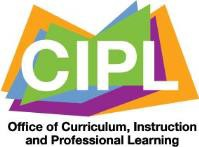 CIPL
Office of Curriculum, Instruction
and Professional Learning